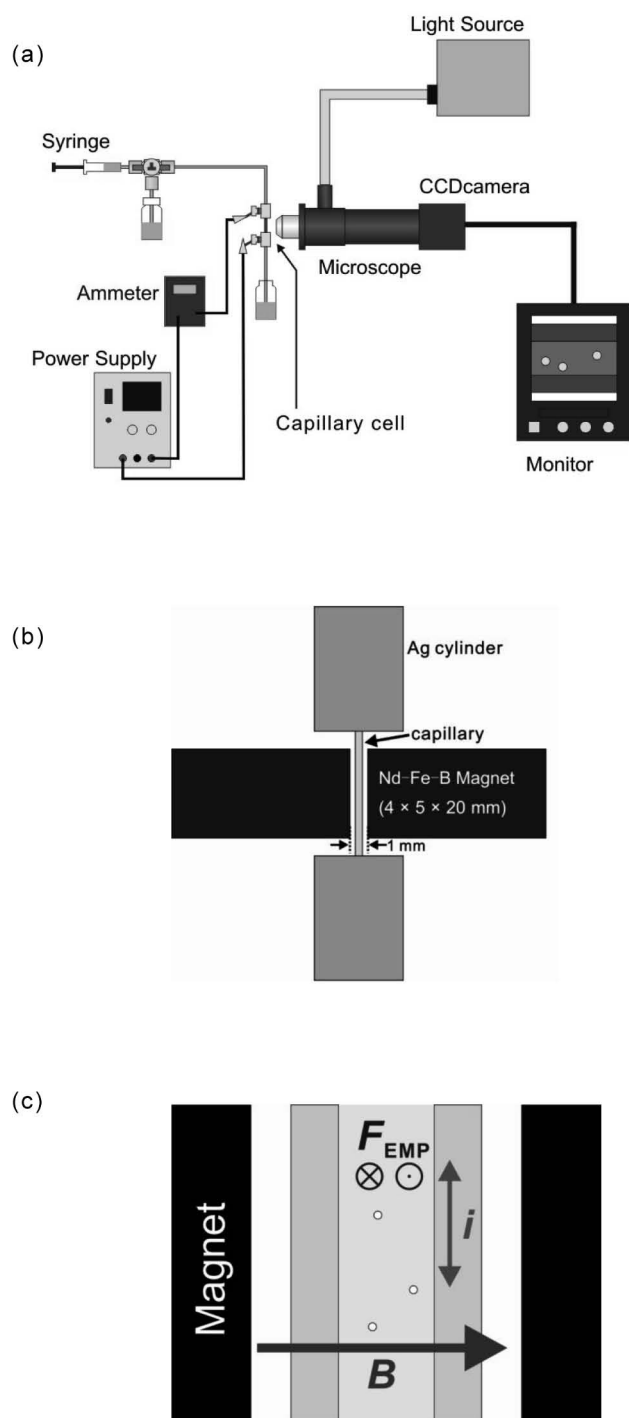 (a)
Light Source
Syringe
CCDcamera
Microscope
Ammeter
Power Supply
Capillary cell
Monitor
(b)
Ag cylinder
capillary
Nd-Fe-B Magnet
(4 × 5 × 20 mm)
1 mm
(c)
F EMP
i
Magnet
B